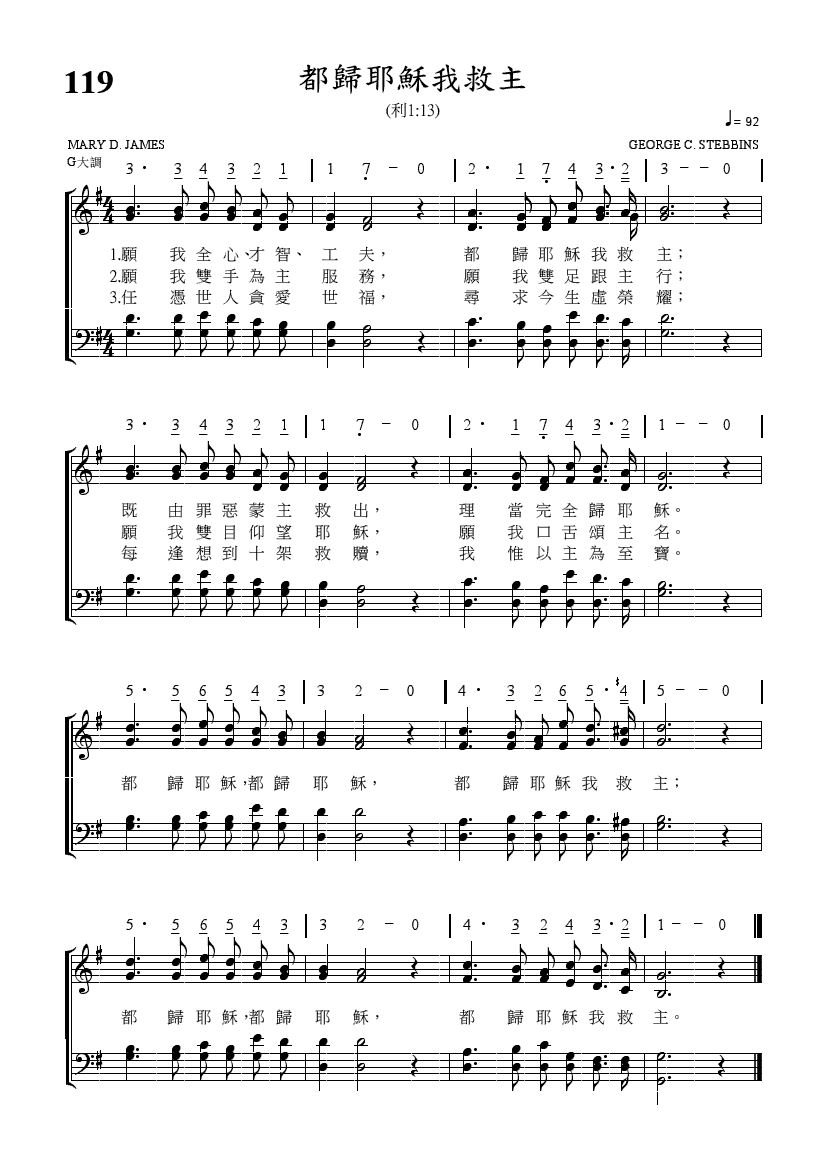 119
都歸耶穌我救主
(利1:13)
♩= 92
MARY D. JAMES GEORGE C. STEBBINS
G大調
3· 3 4 3 2 1 | 1 7 – 0 | 2· 1 7 4 3·2 | 3 – – 0 |
1.願 我 全 心、才 智、 工 夫, 都 歸 耶 穌 我 救 主;
2.願 我 雙 手 為 主 服 務, 願 我 雙 足 跟 主 行;
3.任 憑 世 人 貪 愛 世 福, 尋 求 今 生 虛 榮 耀;
3· 3 4 3 2 1 | 1 7 – 0 | 2· 1 7 4 3·2 | 1 – – 0 |
既 由 罪 惡 蒙 主 救 出, 理 當 完 全 歸 耶 穌。
願 我 雙 目 仰 望 耶 穌, 願 我 口 舌 頌 主 名。
每 逢 想 到 十 架 救 贖, 我 惟 以 主 為 至 寶。
5· 5 6 5 4 3 | 3 2 – 0 | 4· 3 2 6 5·4 | 5 – – 0 |
都 歸 耶 穌,都 歸 耶 穌, 都 歸 耶 穌 我 救 主;
5· 5 6 5 4 3 | 3 2 – 0 | 4· 3 2 4 3·2 | 1 – – 0
都 歸 耶 穌,都 歸 耶 穌, 都 歸 耶 穌 我 救 主。